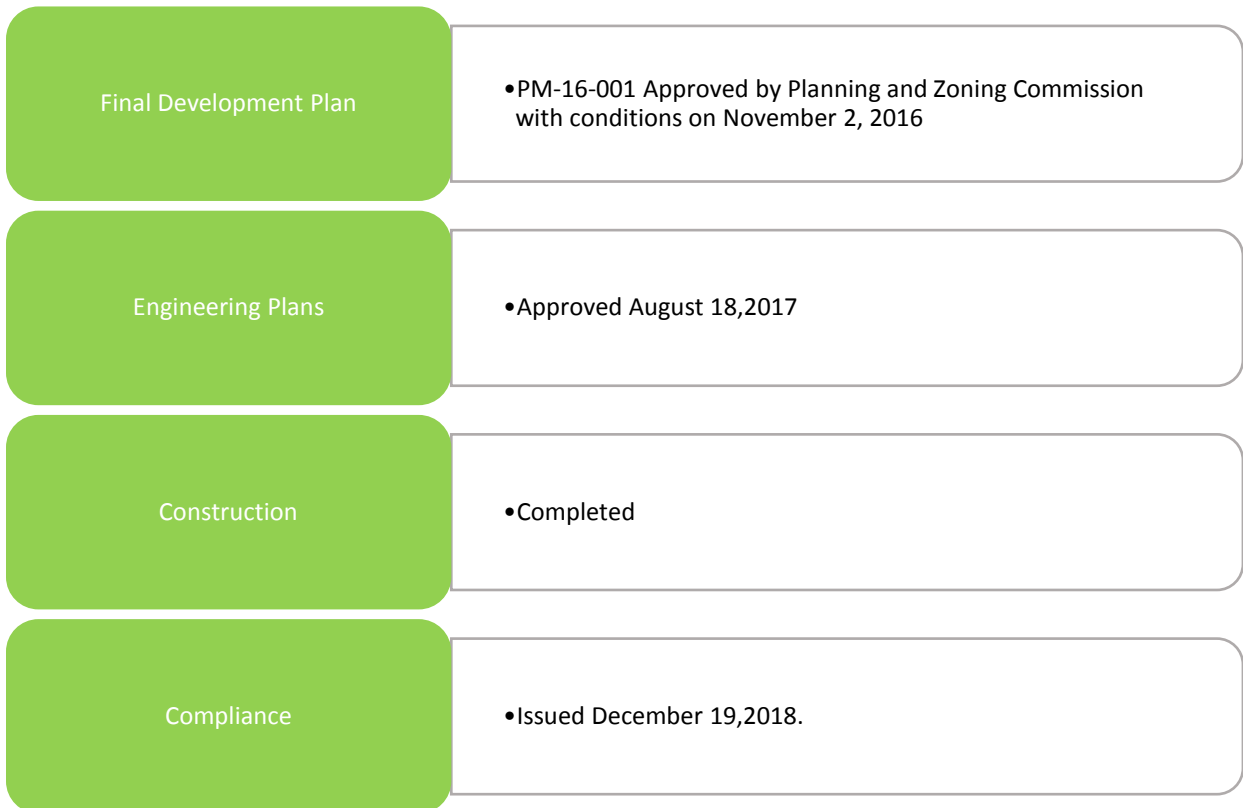 Final Development Plan
•PM-16-001 Approved by Planning and Zoning Commission
with conditions on November 2, 2016
Engineering Plans
•Approved August 18,2017
Construction
•Completed
Compliance
•Issued December 19,2018.